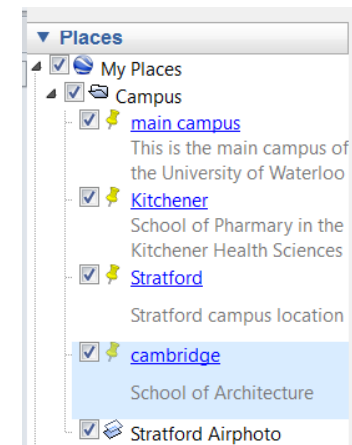 Places
My Places
Campus
main campus
This is the main campus of
the University of Waterloo
Kitchener
School of Pharmacy in the
Kitchener Health Sciences
Stratford
Stratford campus location
cambridge
School of Architecture
Stratford Airphoto